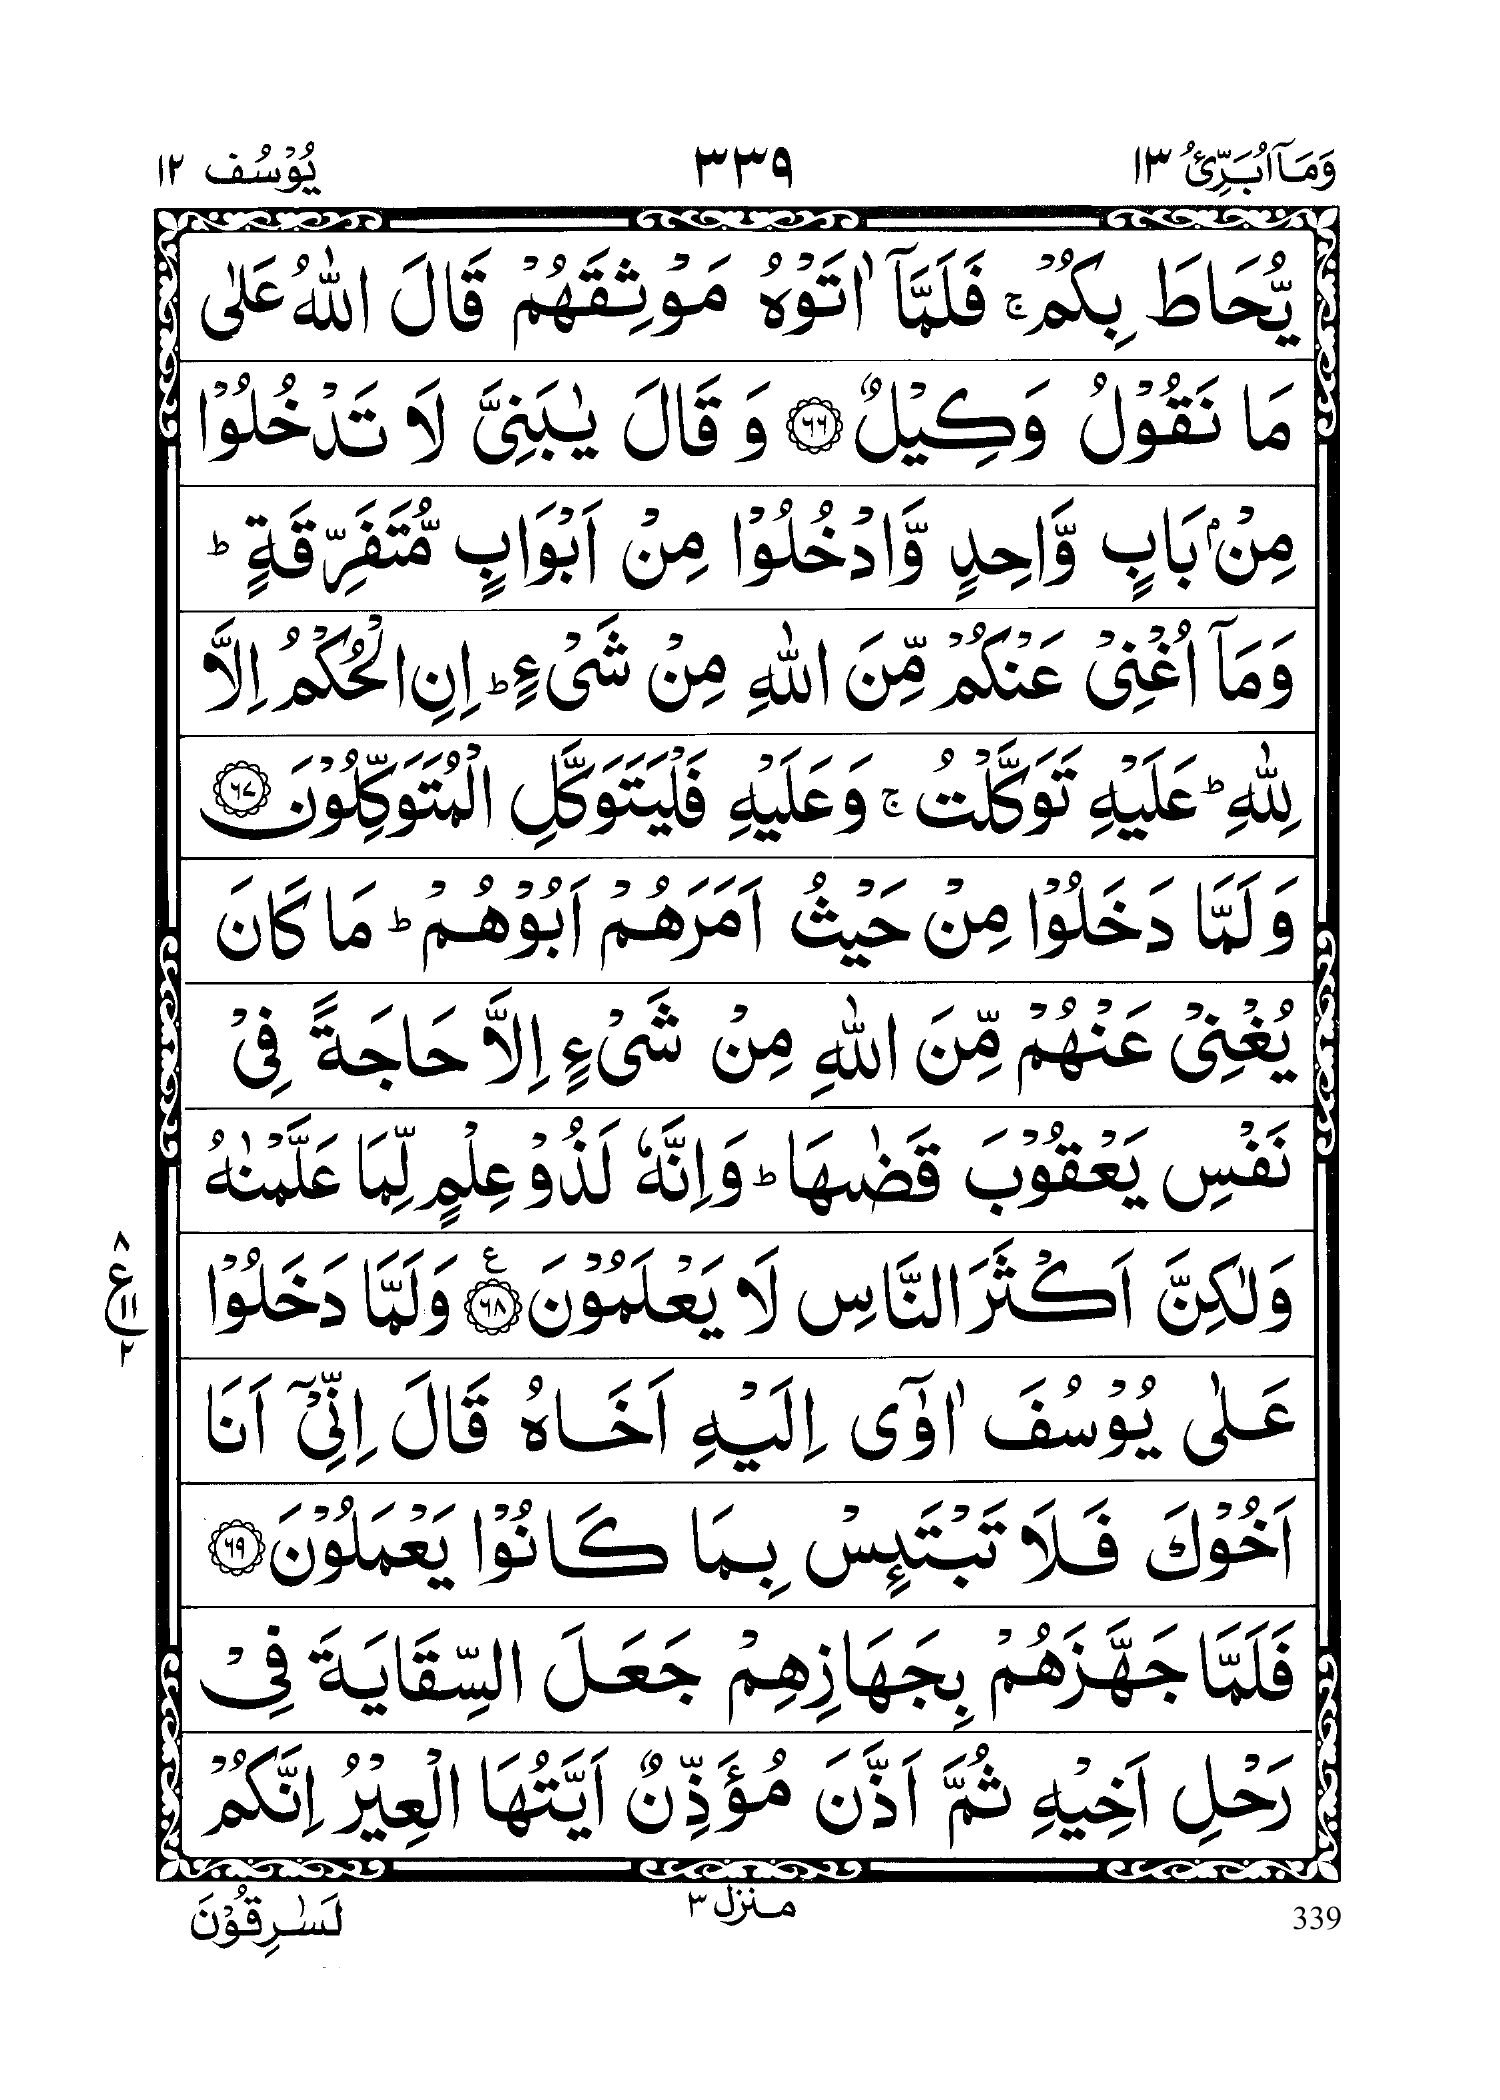 وَمَاۤ اُبَرِّئُ ١٣
٣٣٩
يُوْسُف ١٢
يُّحَاطَ بِكُمْ ۚ فَلَمَّاۤ اٰتَوْهُ مَوْثِقَهُمْ قَالَ اللّٰهُ عَلٰى
مَا نَقُوْلُ وَكِيْلٌ ﴿٦٦﴾ وَ قَالَ يٰبَنِىَّ لَا تَدْخُلُوْا
مِنْۢ بَابٍ وَّاحِدٍ وَّادْخُلُوْا مِنْ اَبْوَابٍ مُّتَفَرِّقَةٍ ؕ
وَمَاۤ اُغْنِىْ عَنْكُمْ مِّنَ اللّٰهِ مِنْ شَىْءٍ ؕ اِنِ الْحُكْمُ اِلَّا
لِلّٰهِ ؕ عَلَيْهِ تَوَكَّلْتُ ۚ وَعَلَيْهِ فَلْيَتَوَكَّلِ الْمُتَوَكِّلُوْنَ ﴿٦٧﴾
وَلَمَّا دَخَلُوْا مِنْ حَيْثُ اَمَرَهُمْ اَبُوْهُمْ ؕ مَا كَانَ
يُغْنِىْ عَنْهُمْ مِّنَ اللّٰهِ مِنْ شَىْءٍ اِلَّا حَاجَةً فِىْ
نَفْسِ يَعْقُوْبَ قَضٰىهَا ؕ وَاِنَّهٗ لَذُوْ عِلْمٍ لِّمَا عَلَّمْنٰهُ
وَلٰكِنَّ اَكْثَرَ النَّاسِ لَا يَعْلَمُوْنَ ﴿٦٨﴾ ع وَلَمَّا دَخَلُوْا
٨
ع
١١
٢
عَلٰى يُوْسُفَ اٰوٰۤى اِلَيْهِ اَخَاهُ قَالَ اِنِّىْۤ اَنَا
اَخُوْكَ فَلَا تَبْتَئِسْ بِمَا كَانُوْا يَعْمَلُوْنَ ﴿٦٩﴾
فَلَمَّا جَهَّزَهُمْ بِجَهَازِهِمْ جَعَلَ السِّقَايَةَ فِىْ
رَحْلِ اَخِيْهِ ثُمَّ اَذَّنَ مُؤَذِّنٌ اَيَّتُهَا الْعِيْرُ اِنَّكُمْ
339
منزل ٣
لَسٰرِقُوْنَ